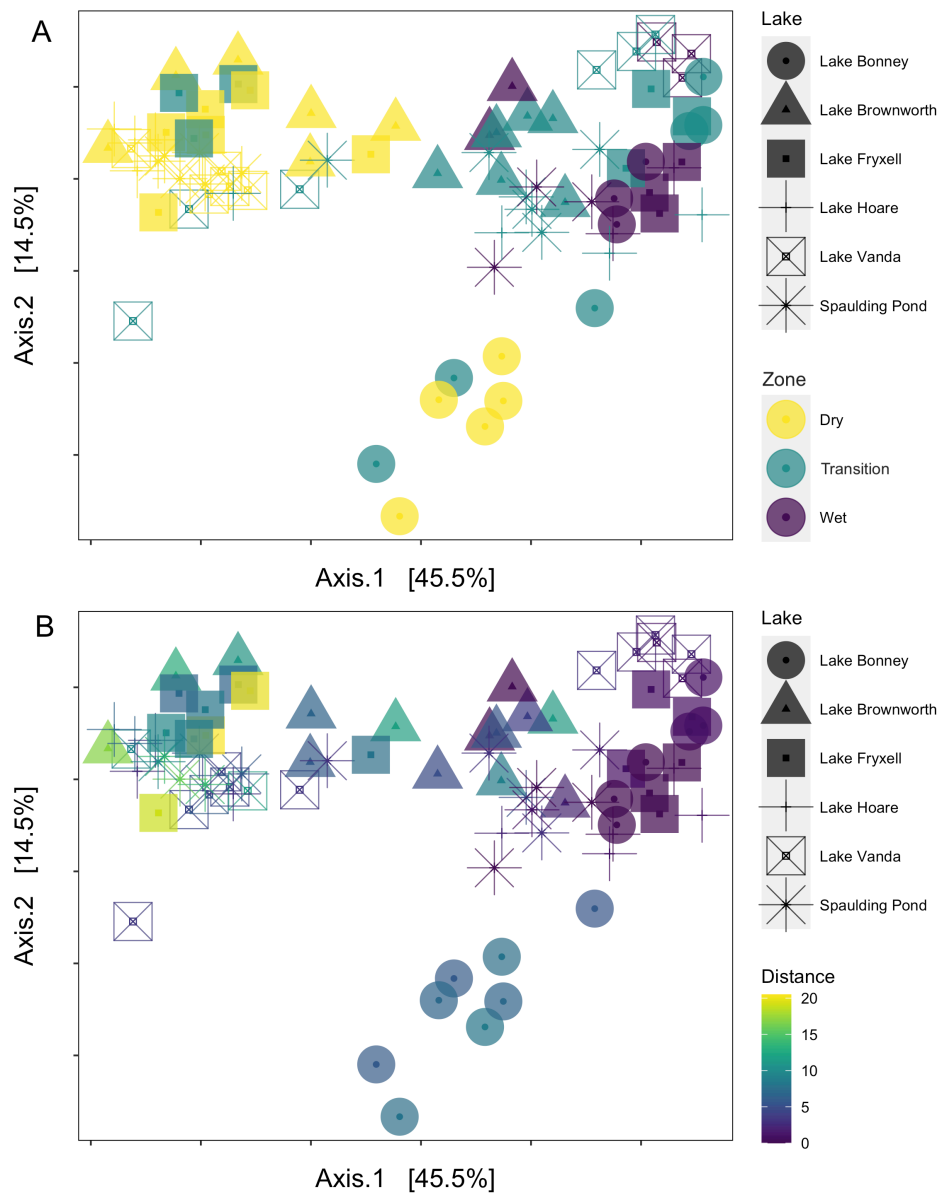 A
Axis.2 [14.5%]
Axis.1 [45.5%]
Lake
Lake Bonney
Lake Brownworth
Lake Fryxell
Lake Hoare
Lake Vanda
Spaulding Pond
Zone
Dry
Transition
Wet
B
Axis.2 [14.5%]
Axis.1 [45.5%]
Lake
Lake Bonney
Lake Brownworth
Lake Fryxell
Lake Hoare
Lake Vanda
Spaulding Pond
Distance
20
15
10
5
0